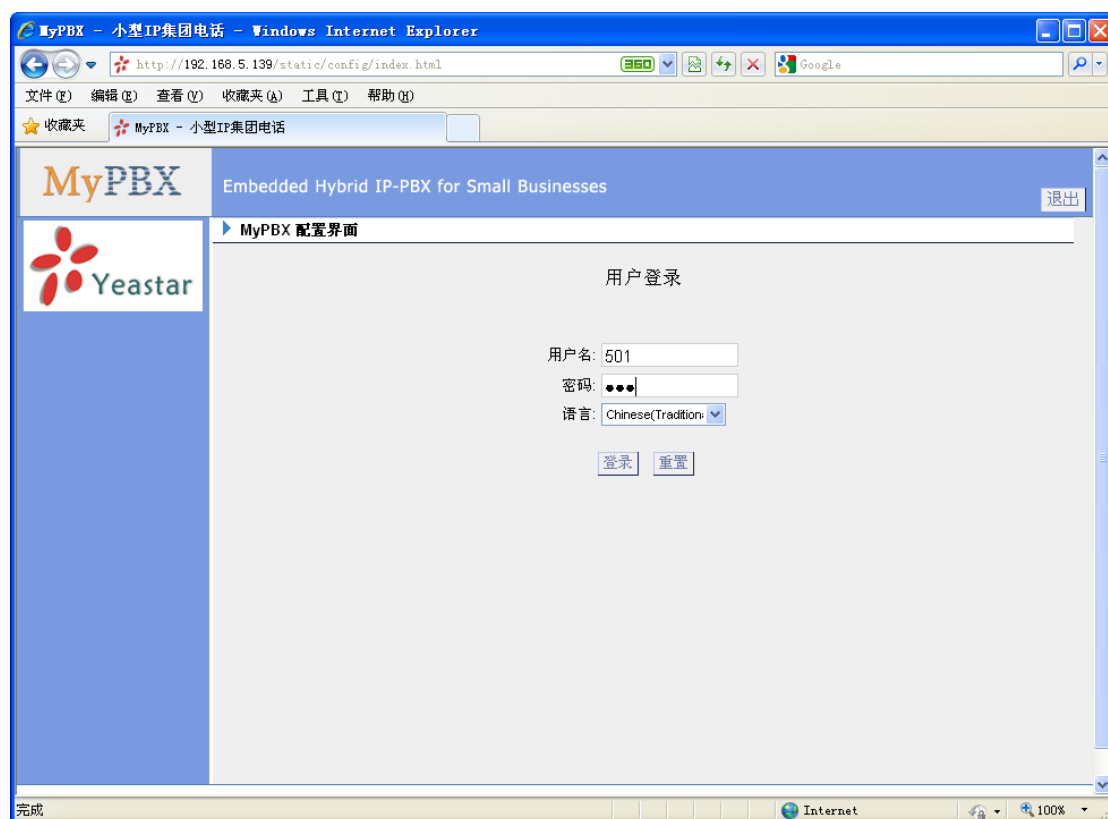 MyPBX - 小型IP集团电话 - Windows Internet Explorer
http://192.168.5.139/static/config/index.html
360
Google
文件(F) 编辑(E) 查看(V) 收藏夹(A) 工具(T) 帮助(H)
收藏夹
MyPBX - 小型IP集团电话
MyPBX
Embedded Hybrid IP-PBX for Small Businesses
退出
Yeastar
MyPBX 配置界面
用户登录
用户名: 501
密码: ●●●
语言: Chinese(Tradition
登录 重置
完成
Internet
100%